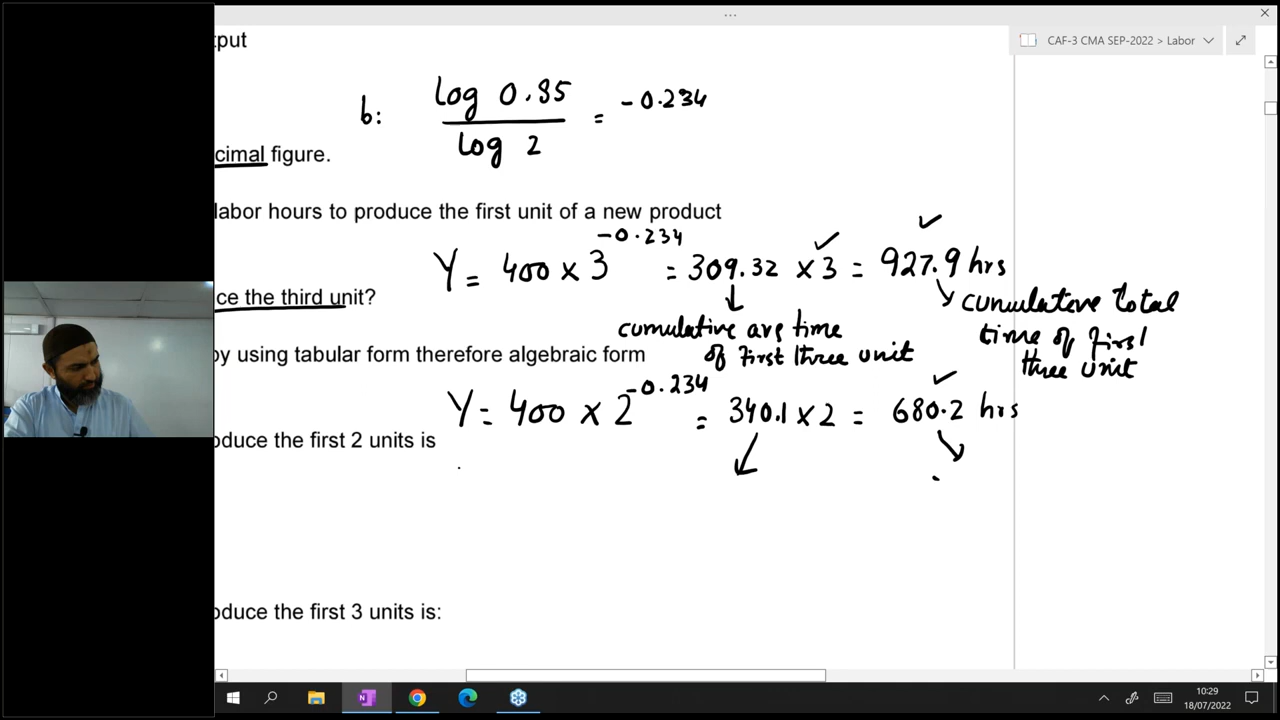 CAF-3 CMA SEP-2022 > Labor
tput
b: log 0.85 / log 2 = -0.234
cimal figure.
labor hours to produce the first unit of a new product
Y = 400 × 3^-0.234 = 309.32 × 3 = 927.9 hrs
ce the third unit?
cumulative avg time
of first three unit
cumulative total
time of first
three unit
by using tabular form therefore algebraic form
Y = 400 × 2^-0.234 = 340.1 × 2 = 680.2 hrs
oduce the first 2 units is
oduce the first 3 units is:
10:29
18/07/2022